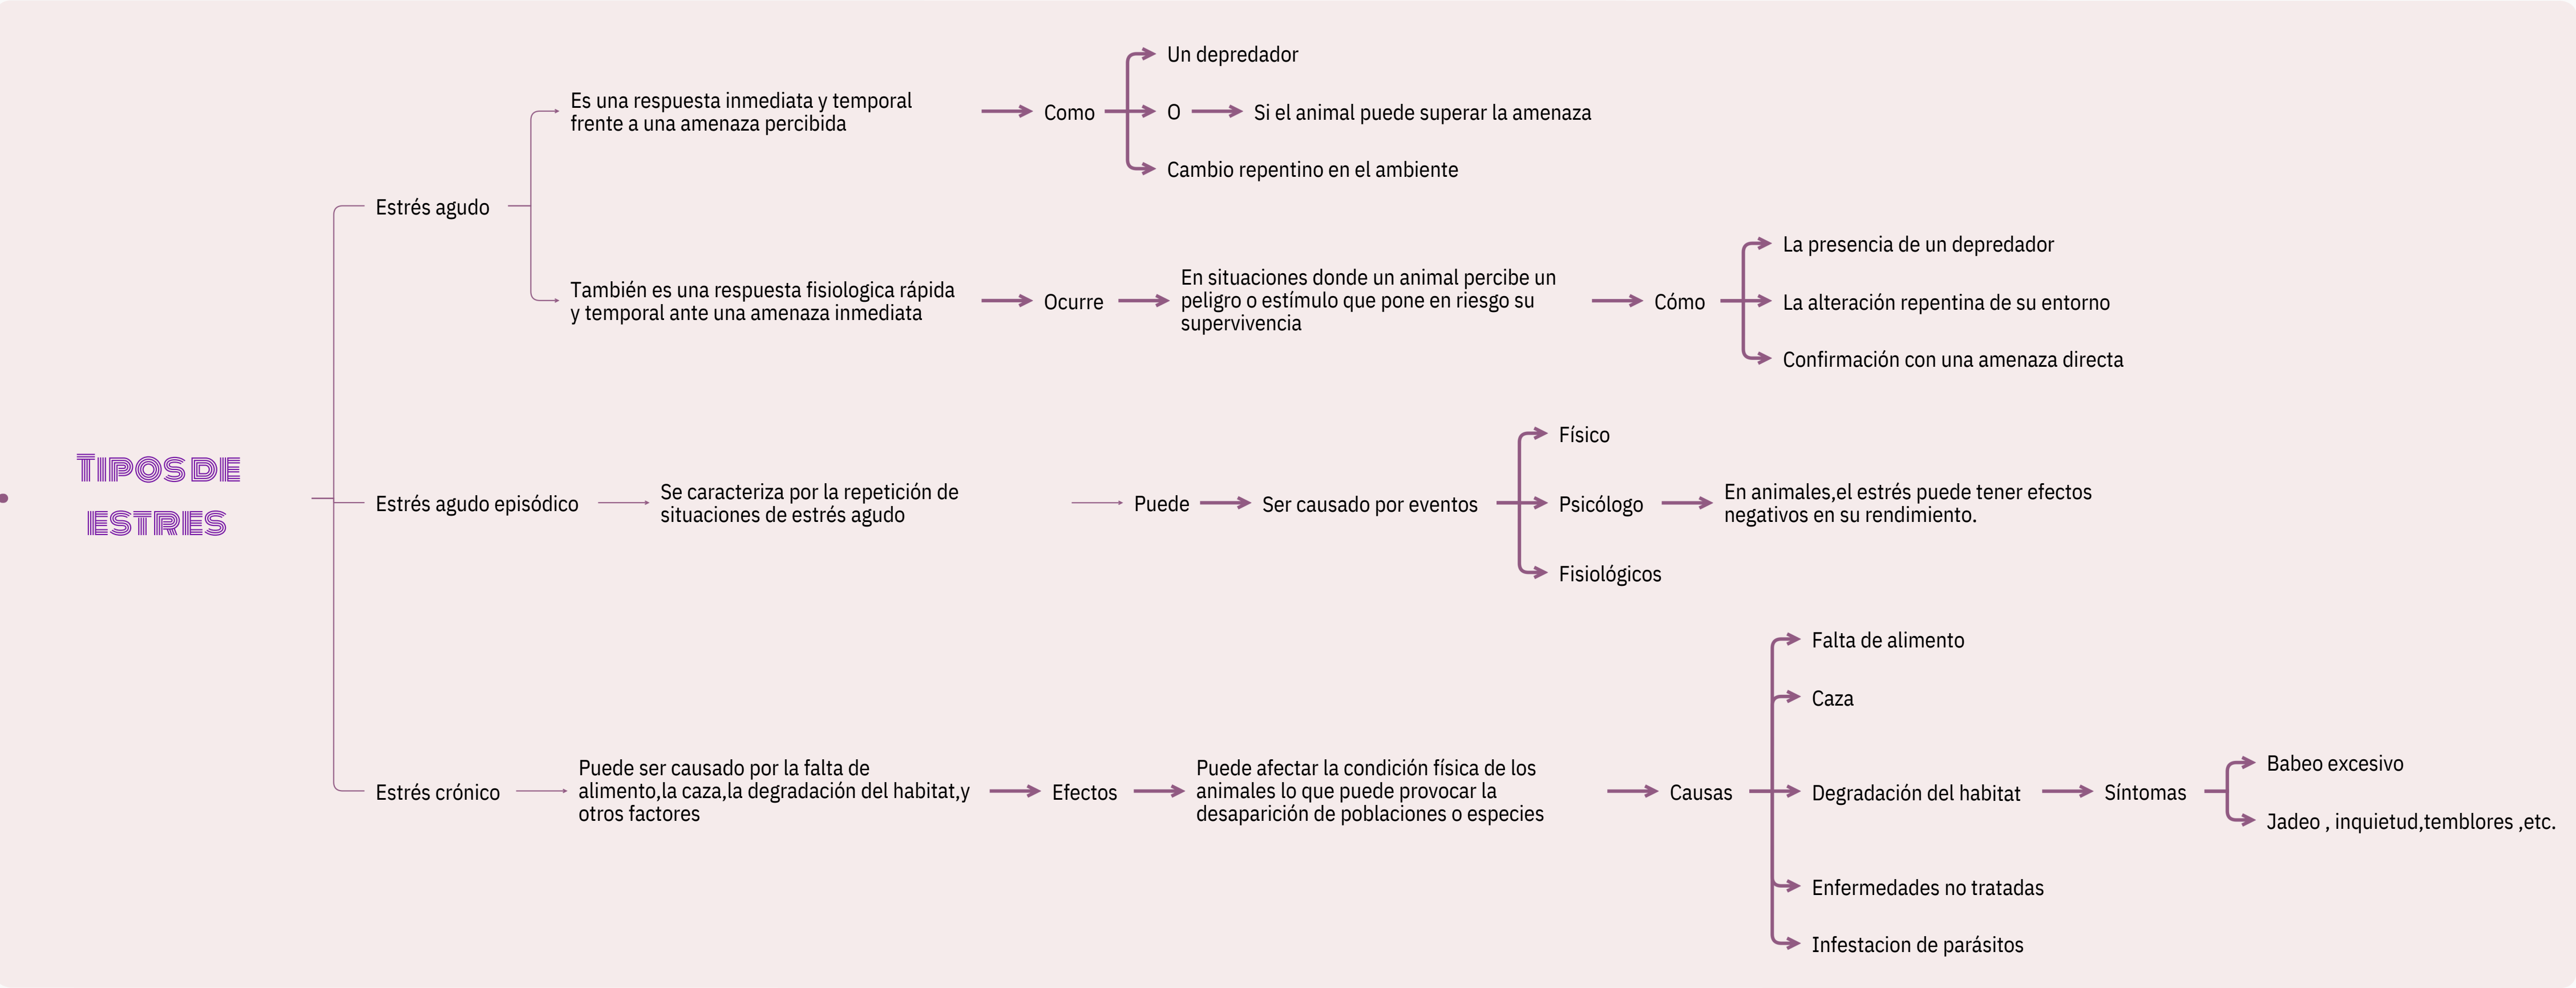 TIPOS DE
ESTRES
Estrés agudo
Es una respuesta inmediata y temporal
frente a una amenaza percibida
Como
Un depredador
O
Si el animal puede superar la amenaza
Cambio repentino en el ambiente
También es una respuesta fisiologica rápida
y temporal ante una amenaza inmediata
Ocurre
En situaciones donde un animal percibe un
peligro o estímulo que pone en riesgo su
supervivencia
Cómo
La presencia de un depredador
La alteración repentina de su entorno
Confirmación con una amenaza directa
Estrés agudo episódico
Se caracteriza por la repetición de
situaciones de estrés agudo
Puede
Ser causado por eventos
Físico
Psicólogo
En animales,el estrés puede tener efectos
negativos en su rendimiento.
Fisiológicos
Estrés crónico
Puede ser causado por la falta de
alimento,la caza,la degradación del habitat,y
otros factores
Efectos
Puede afectar la condición física de los
animales lo que puede provocar la
desaparición de poblaciones o especies
Causas
Falta de alimento
Caza
Degradación del habitat
Síntomas
Babeo excesivo
Jadeo , inquietud,temblores ,etc.
Enfermedades no tratadas
Infestacion de parásitos